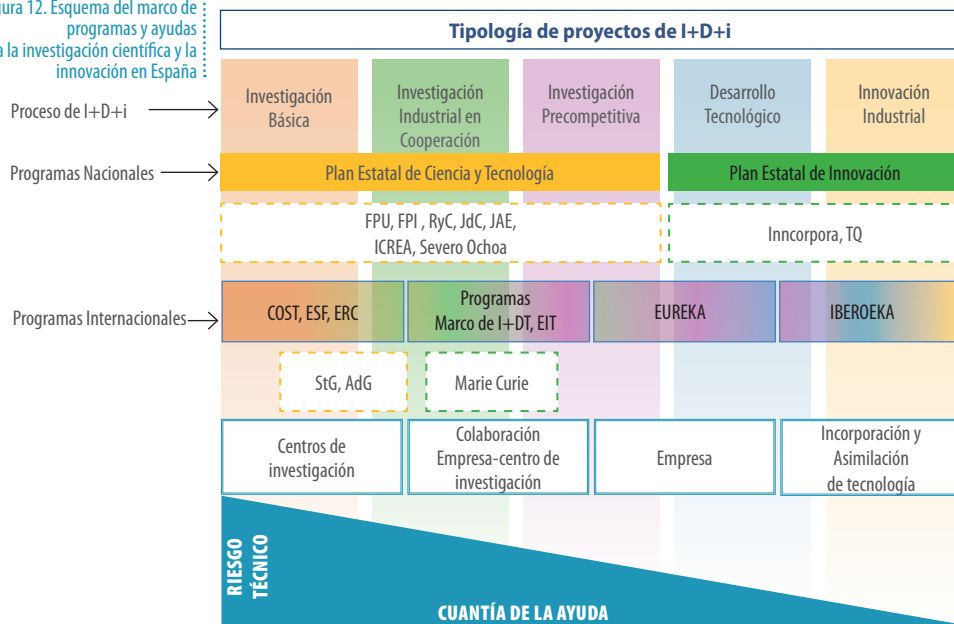 gura 12. Esquema del marco de
programas y ayudas
a la investigación científica y la
innovación en España
Tipología de proyectos de I+D+i
Proceso de I+D+i
Investigación
Básica
Investigación
Industrial en
Cooperación
Investigación
Precompetitiva
Desarrollo
Tecnológico
Innovación
Industrial
Programas Nacionales
Plan Estatal de Ciencia y Tecnología
Plan Estatal de Innovación
FPU, FPI , RyC, JdC, JAE,
ICREA, Severo Ochoa
Inncorpora, TQ
Programas Internacionales
COST, ESF, ERC
Programas
Marco de I+DT, EIT
EUREKA
IBEROEKA
StG, AdG
Marie Curie
Centros de
investigación
Colaboración
Empresa-centro de
investigación
Empresa
Incorporación y
Asimilación
de tecnología
RIESGO
TÉCNICO
CUANTÍA DE LA AYUDA